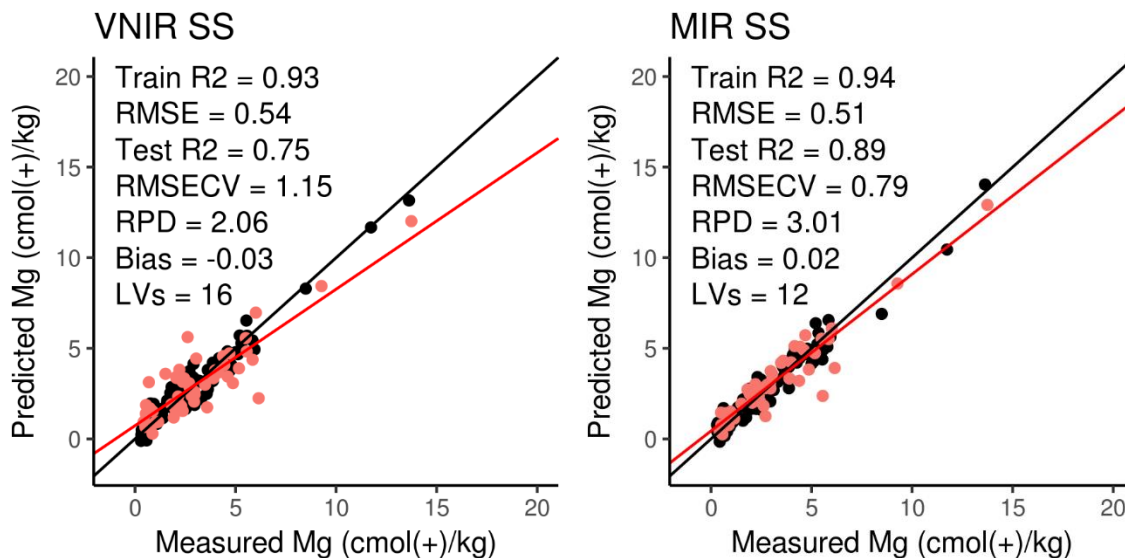 VNIR SS
Train R2 = 0.93
RMSE = 0.54
Test R2 = 0.75
RMSECV = 1.15
RPD = 2.06
Bias = -0.03
LVs = 16
20
15
10
5
0
Predicted Mg (cmol(+)/kg)
0 5 10 15 20
Measured Mg (cmol(+)/kg)
MIR SS
Train R2 = 0.94
RMSE = 0.51
Test R2 = 0.89
RMSECV = 0.79
RPD = 3.01
Bias = 0.02
LVs = 12
20
15
10
5
0
Predicted Mg (cmol(+)/kg)
0 5 10 15 20
Measured Mg (cmol(+)/kg)